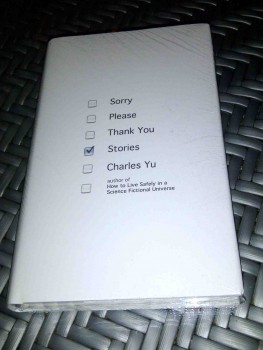 Sorry
Please
Thank You
Stories
Charles Yu
author of
How to Live Safely in a
Science Fictional Universe